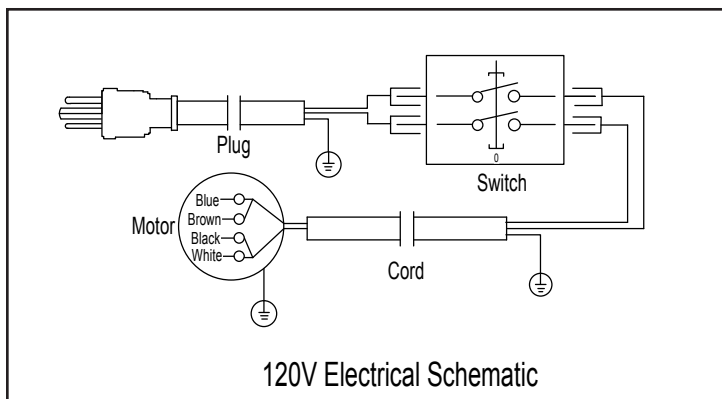 Plug
0
Switch
Blue
Brown
Black
White
Motor
Cord
120V Electrical Schematic